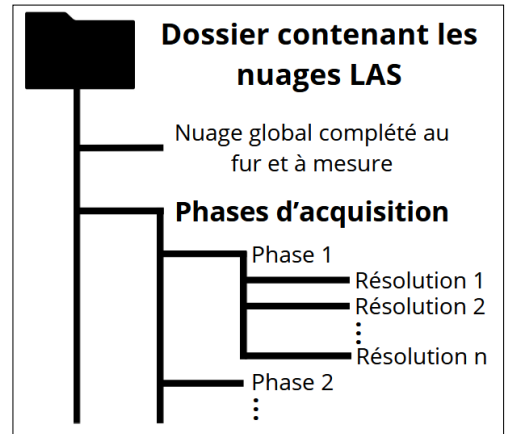 Dossier contenant les
nuages LAS
Nuage global complété au
fur et à mesure
Phases d’acquisition
Phase 1
Résolution 1
Résolution 2
⋮
Résolution n
Phase 2
⋮